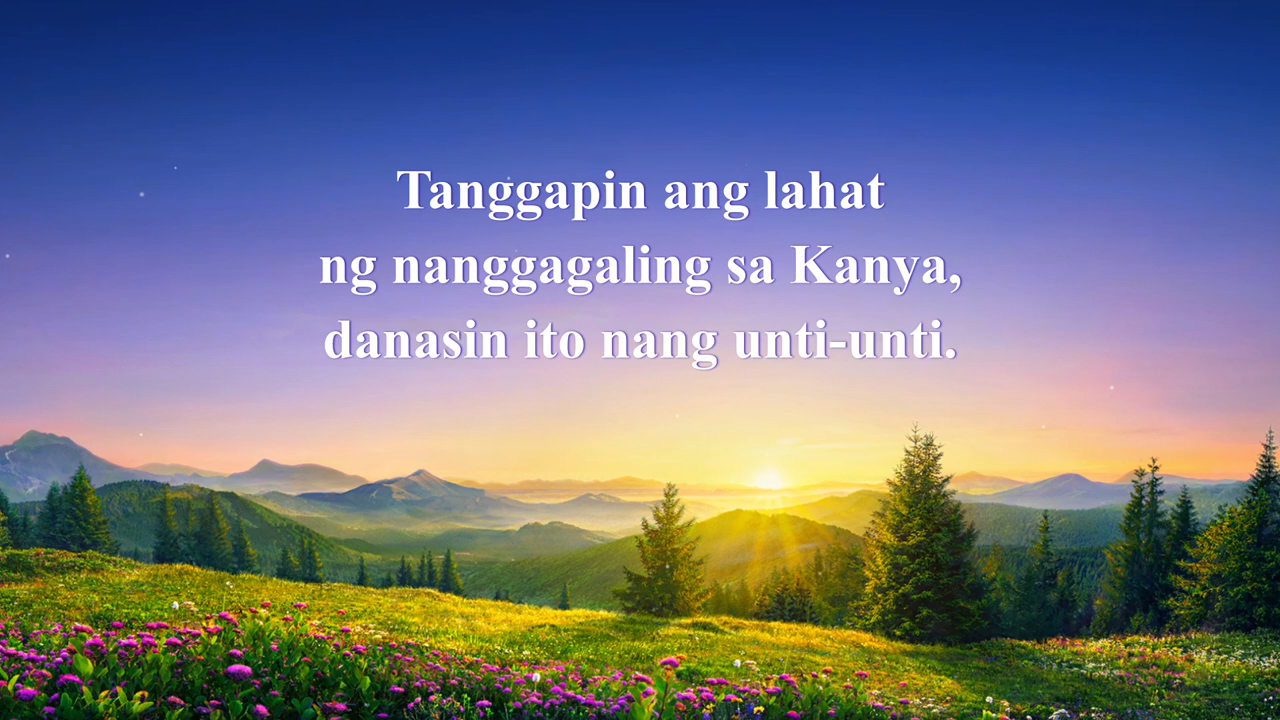 Tanggapin ang lahat
ng nanggagaling sa Kanya,
danasin ito nang unti-unti.